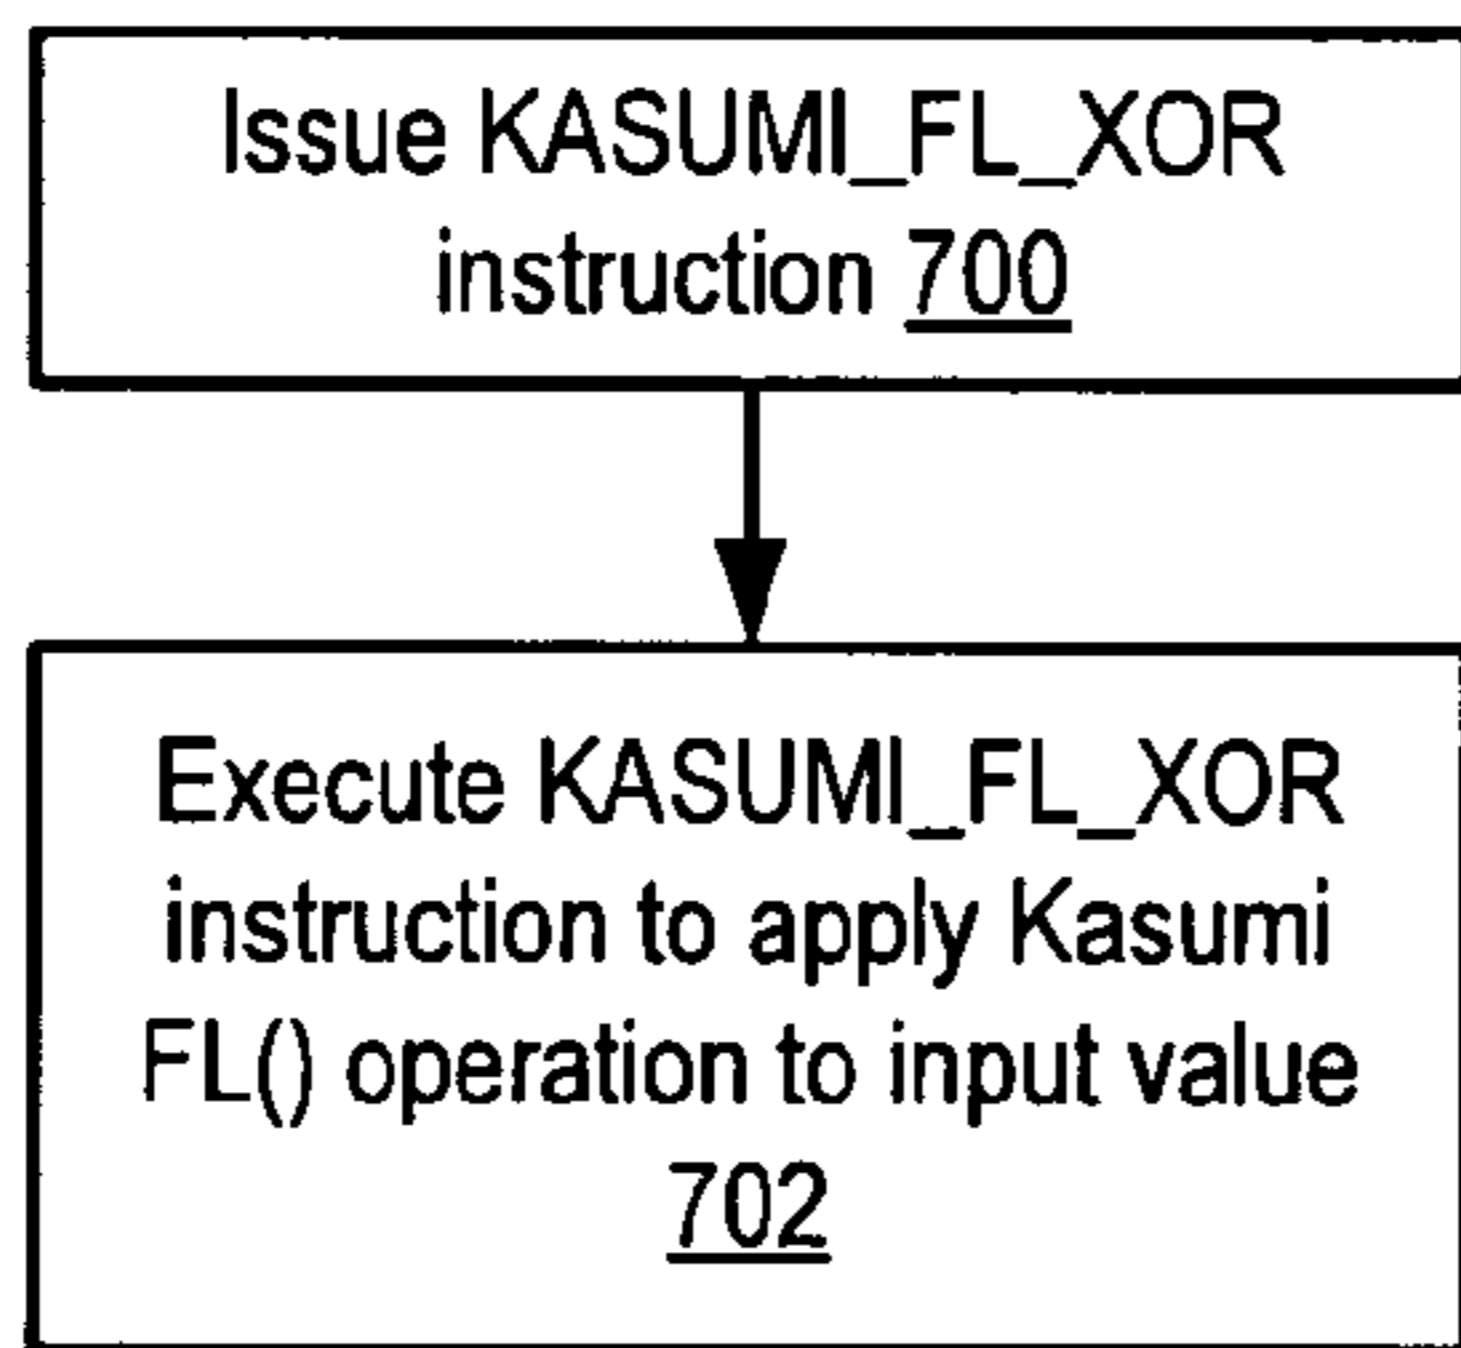 Issue KASUMI_FL_XOR
instruction 700
Execute KASUMI_FL_XOR
instruction to apply Kasumi
FL() operation to input value
702